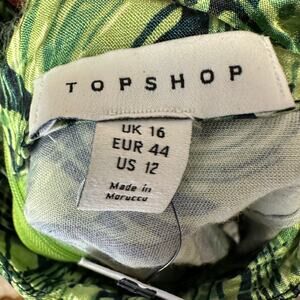 TOPSHOP
UK 16
EUR 44
US 12
Made in
Morocco